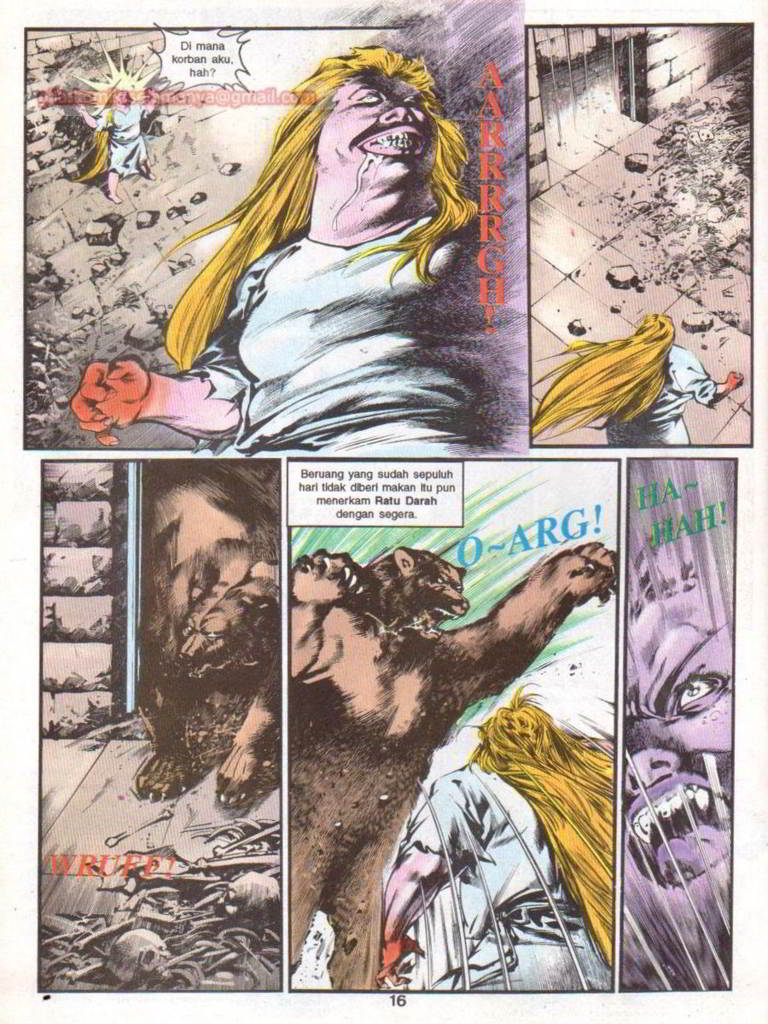 Di mana
korban aku,
hah?
AARRRRGH!
WRUFF!
Beruang yang sudah sepuluh
hari tidak diberi makan itu pun
menerkam Ratu Darah
dengan segera.
O~ARG!
HA~
HAH!
16